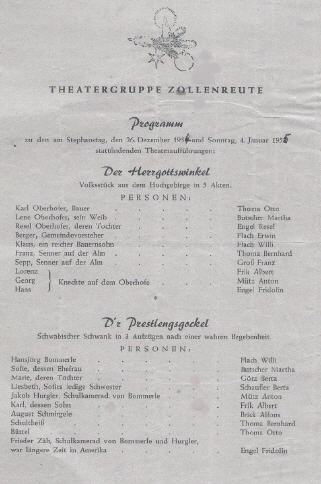 THEATERGRUPPE ZOLLENREUTE
Programm
zu den am Stephanstag, den 26. Dezember 1954 und Sonntag, 4. Januar 1955
stattfindenden Theateraufführungen:
Der Herrgottswinkel
Volksstück aus dem Hochgebirge in 5 Akten.
PERSONEN:
Karl Oberhofer, Bauer . . . . Thoma Otto
Lene Oberhofer, sein Weib . . . . Butscher Martha
Resel Oberhofer, deren Tochter . . . . Engel Resel
Berger, Gemeindevorsteher . . . . Flach Erwin
Klaus, ein reicher Bauernsohn . . . . Flach Willi
Franz, Senner auf der Alm . . . . Thoma Bernhard
Sepp, Senner auf der Alm . . . . Groß Franz
Lorenz Frik Albert
Georg } Knechte auf dem Oberhofe . . . . Mütz Anton
Hans Engel Fridolin
*
D'r Prestlengsgockel
Schwäbischer Schwank in 3 Aufzügen nach einer wahren Begebenheit.
PERSONEN:
Hansjörg Bommerle . . . . Flach Willi
Sofie, dessen Ehefrau . . . . Butscher Martha
Marie, deren Tochter . . . . Götz Berta
Liesbeth, Sofies ledige Schwester . . . . Scheufler Berta
Jakob Hurgler, Schulkamerad von Bommerle . . . . Mütz Anton
Karl, dessen Sohn . . . . Frik Albert
August Schmirgele . . . . Brick Alfons
Schultheiß . . . . Thoma Bernhard
Büttel . . . . Thoma Otto
Frieder Zäh, Schulkamerad von Bommerle und Hurgler,
war längere Zeit in Amerika . . . . Engel Fridolin